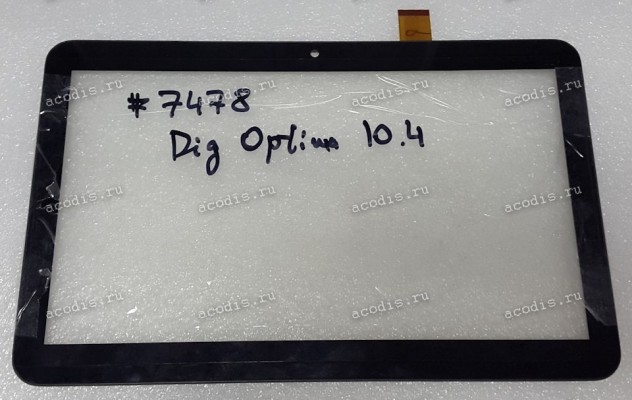 # 7478
Dig Optima 10.4
acodis.ru